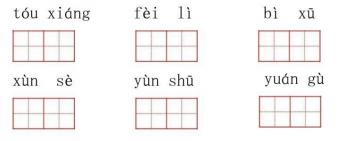 tóu xiáng fèi lì bì xū
xùn sè yùn shū yuán gù